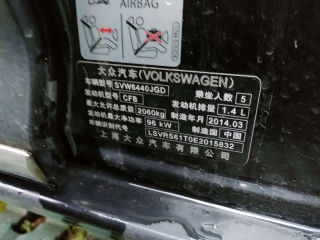 AIRBAG
大众汽车(VOLKSWAGEN)
车辆型号 SVW6440JGD 乘坐人数 5
发动机型号 CFB 发动机排量 1.4 L
最大允许总质量 2060kg 制造年月 2014.03
发动机最大净功率 96 kW 制造国 中国
LSVRS61T0E2015832
上海大众汽车有限公司